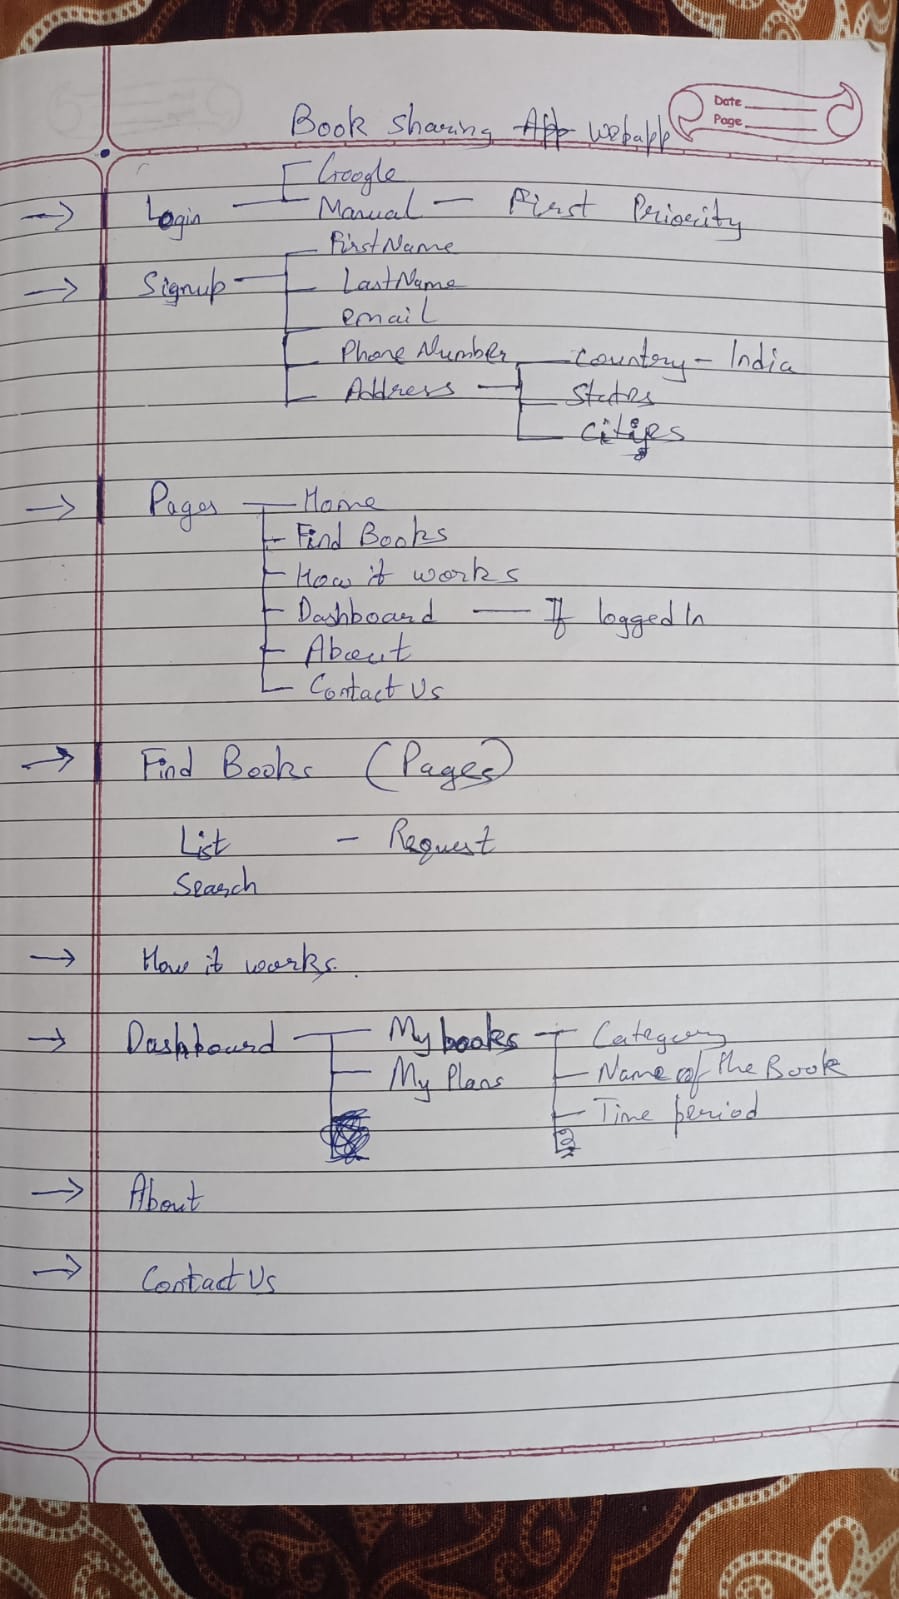 Date
Page
Book Sharing App Webapp
Google
Login Manual - First Priority
FirstName
Signup LastName
email
Phone Number Country - India
Address States
Cities
Pages Home
Find Books
How it works
Dashboard If logged In
About
Contact Us
Find Books (Pages)
List - Request
Search
How it works.
Dashboard My books Category
My Plans Name of the Book
Time period
About
Contact Us